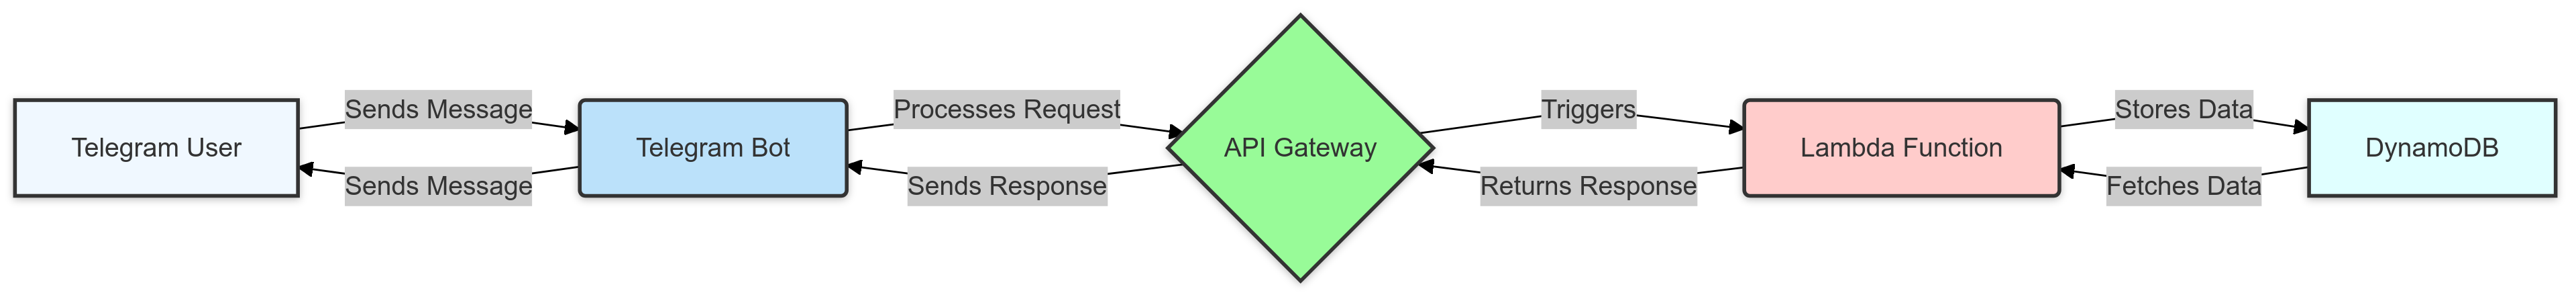 Sends Message
Processes Request
Triggers
Stores Data
Telegram User
Telegram Bot
API Gateway
Lambda Function
DynamoDB
Sends Message
Sends Response
Returns Response
Fetches Data